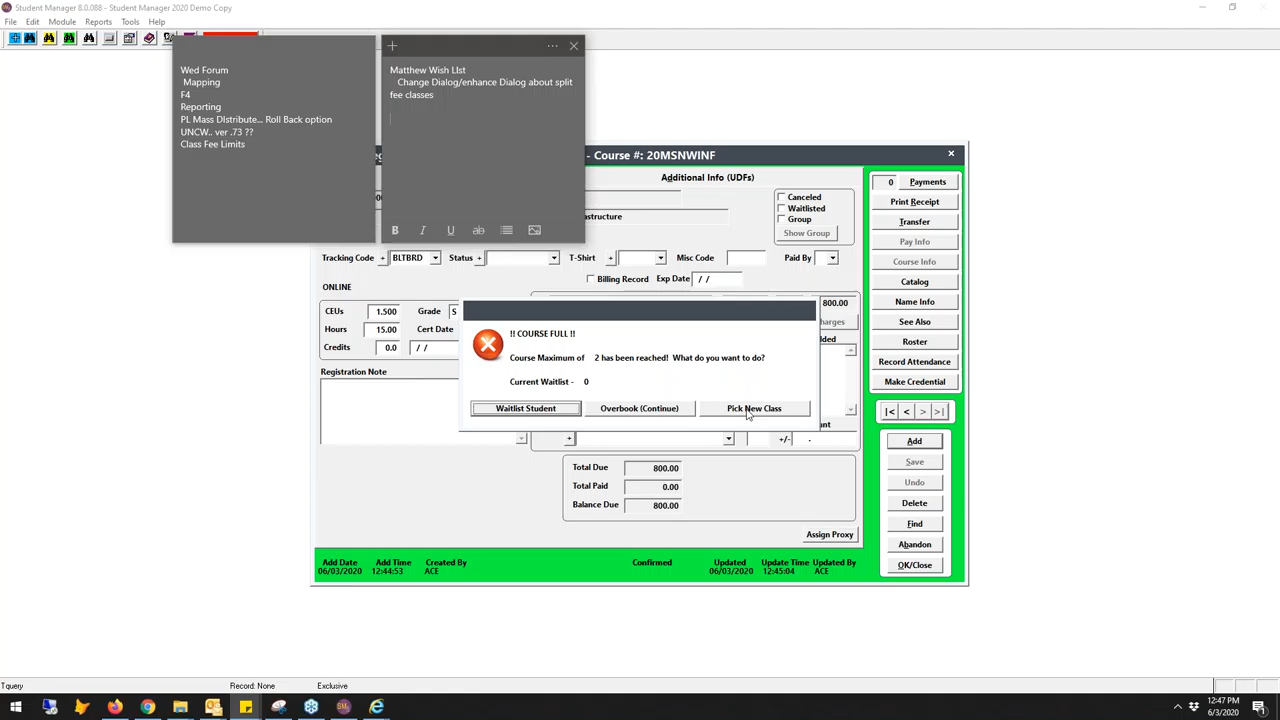 Student Manager 8.0.088 - Student Manager 2020 Demo Copy
File Edit Module Reports Tools Help
Wed Forum
Mapping
F4
Reporting
PL Mass DIstribute... Roll Back option
UNCW.. ver .73 ??
Class Fee Limits
Matthew Wish LIst
Change Dialog/enhance Dialog about split
fee classes
B I U ab
- Course #: 20MSNWINF
Additional Info (UDFs)
Canceled
Waitlisted
Group
Show Group
astructure
Tracking Code + BLTBRD Status + T-Shirt + Misc Code Paid By
Billing Record Exp Date / /
ONLINE
CEUs 1.500 Grade S
Hours 15.00 Cert Date
Credits 0.0 / /
Registration Note
800.00
!! COURSE FULL !!
Course Maximum of 2 has been reached! What do you want to do?
Current Waitlist - 0
Waitlist Student Overbook (Continue) Pick New Class
+ +/- .
Total Due 800.00
Total Paid 0.00
Balance Due 800.00
Assign Proxy
Add Date Add Time Created By Confirmed Updated Update Time Updated By
06/03/2020 12:44:53 ACE 06/03/2020 12:45:04 ACE
0 Payments
Print Receipt
Transfer
Pay Info
Course Info
Catalog
Name Info
See Also
Roster
Record Attendance
Make Credential
|< < > >|
Add
Save
Undo
Delete
Find
Abandon
OK/Close
Tquery Record: None Exclusive
12:47 PM
6/3/2020